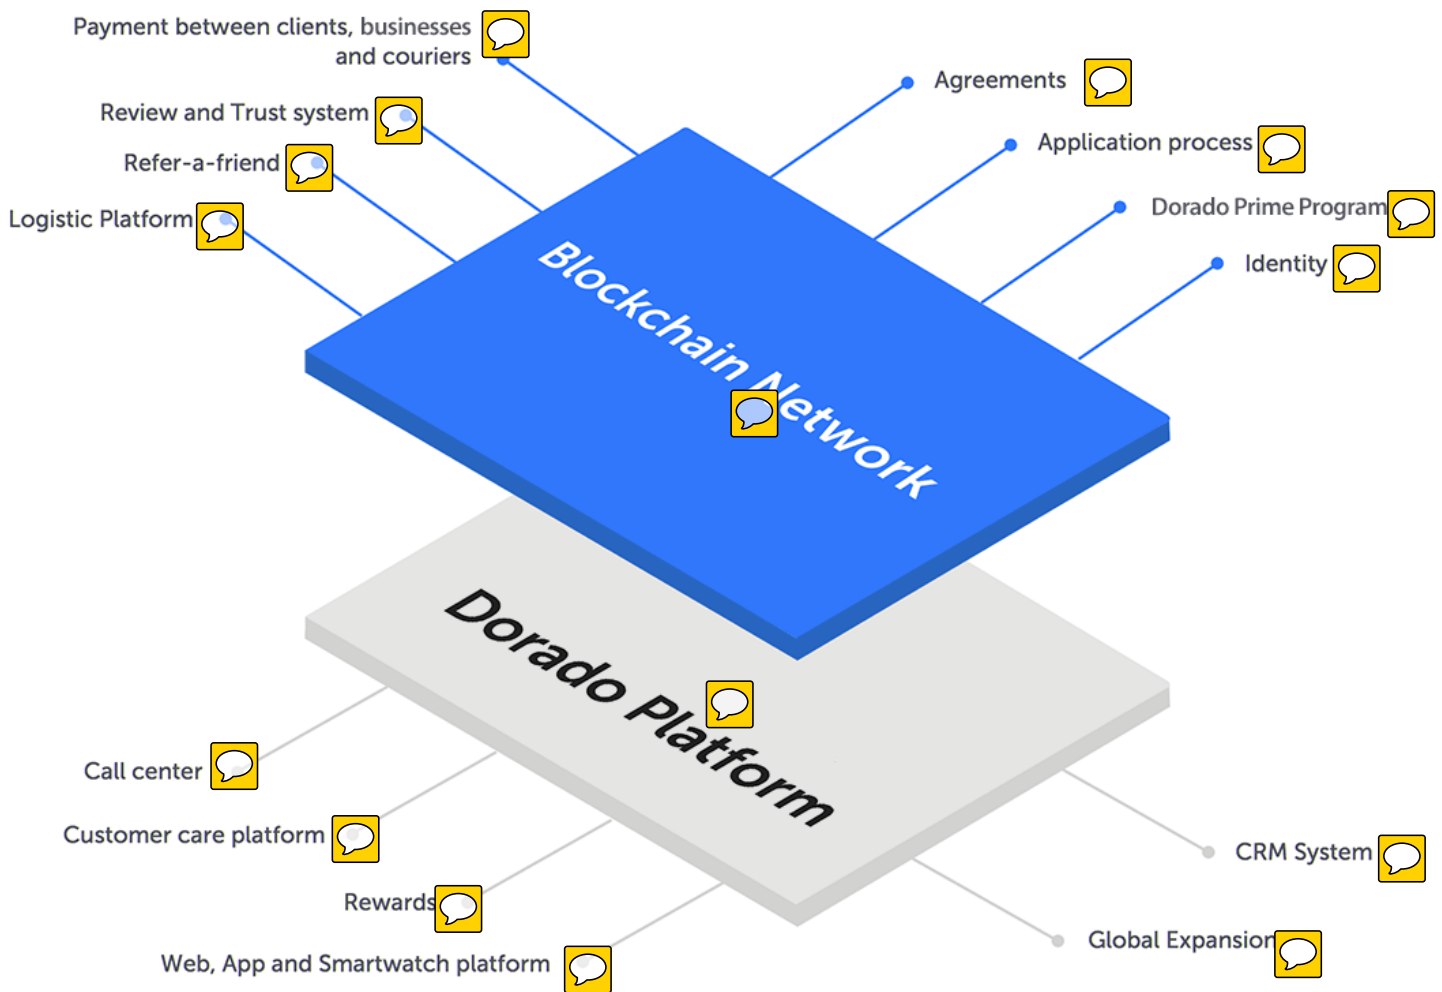 Payment between clients, businesses
and couriers
Review and Trust system
Refer-a-friend
Logistic Platform
Agreements
Application process
Dorado Prime Program
Identity
Blockchain Network
Dorado Platform
Call center
Customer care platform
Rewards
Web, App and Smartwatch platform
CRM System
Global Expansion